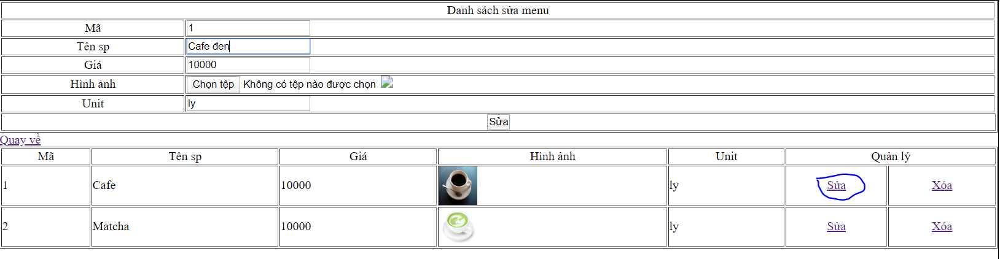 Danh sách sửa menu
Mã 1
Tên sp Cafe đen
Giá 10000
Hình ảnh Chọn tệp Không có tệp nào được chọn
Unit ly
Sửa
Quay về
Mã Tên sp Giá Hình ảnh Unit Quản lý
1 Cafe 10000 ly Sửa Xóa
2 Matcha 10000 ly Sửa Xóa